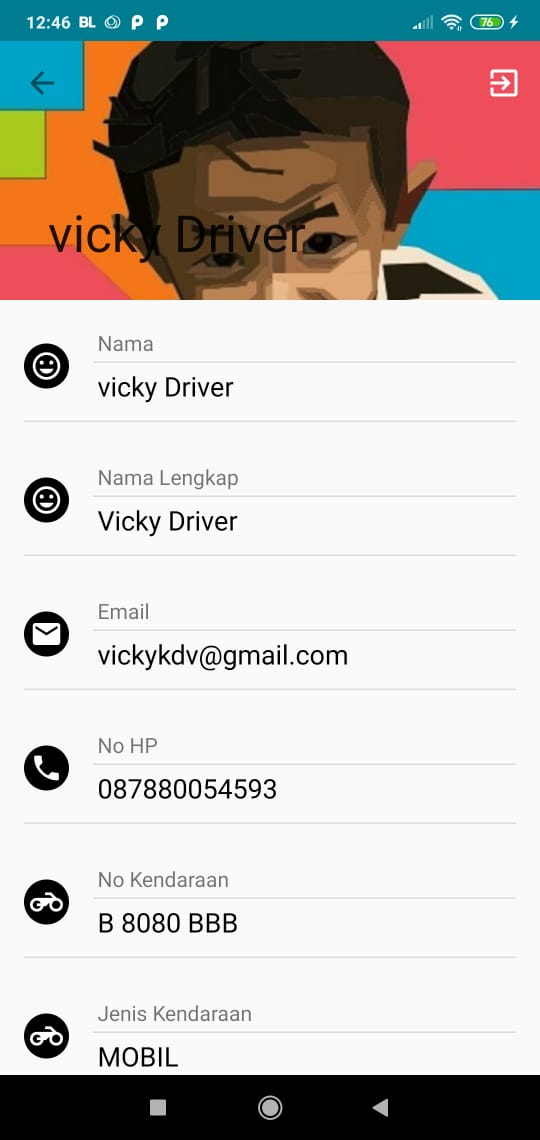 12:46 BL P P
76
vicky Driver
Nama
vicky Driver
Nama Lengkap
Vicky Driver
Email
vickykdv@gmail.com
No HP
087880054593
No Kendaraan
B 8080 BBB
Jenis Kendaraan
MOBIL